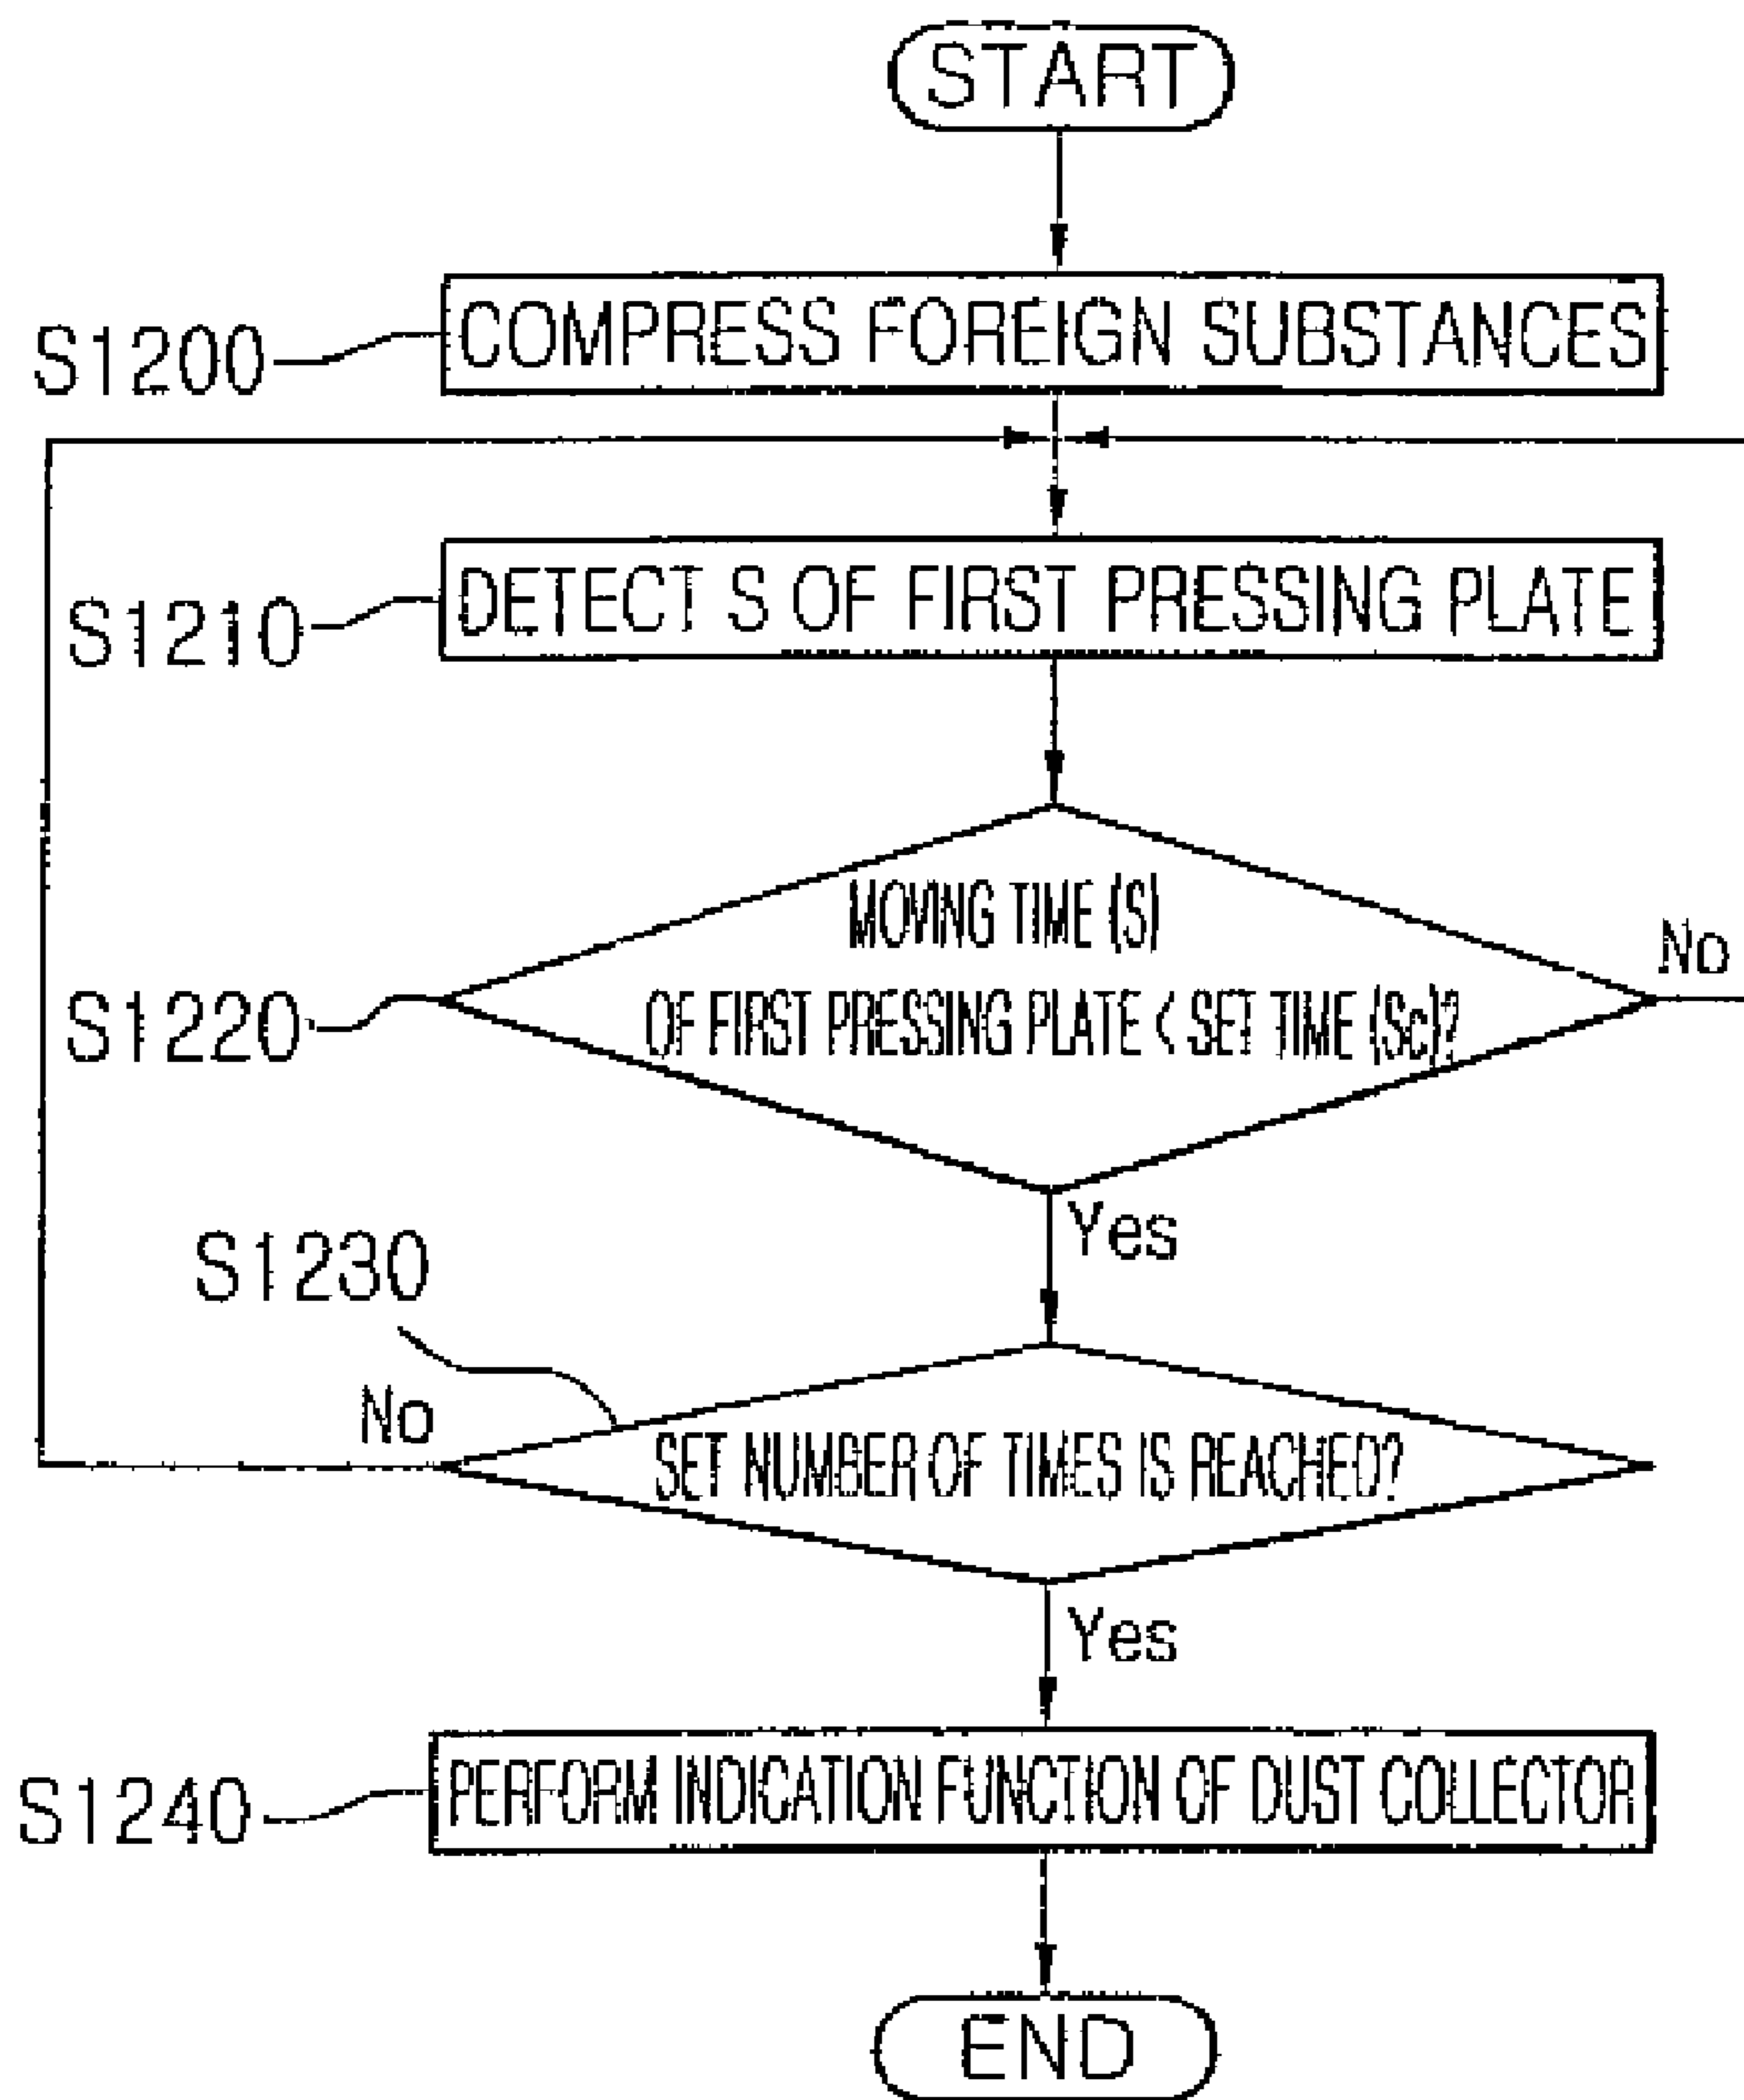 START
S1200
COMPRESS FOREIGN SUBSTANCES
S1210
DETECT S OF FIRST PRESSING PLATE
MOVING TIME (S)
OF FIRST PRESSING PLATE < SET TIME (Sc)?
S1220
No
Yes
S1230
No
SET NUMBER OF TIMES IS REACHED?
Yes
S1240
PERFORM INDICATION FUNCTION OF DUST COLLECTOR
END